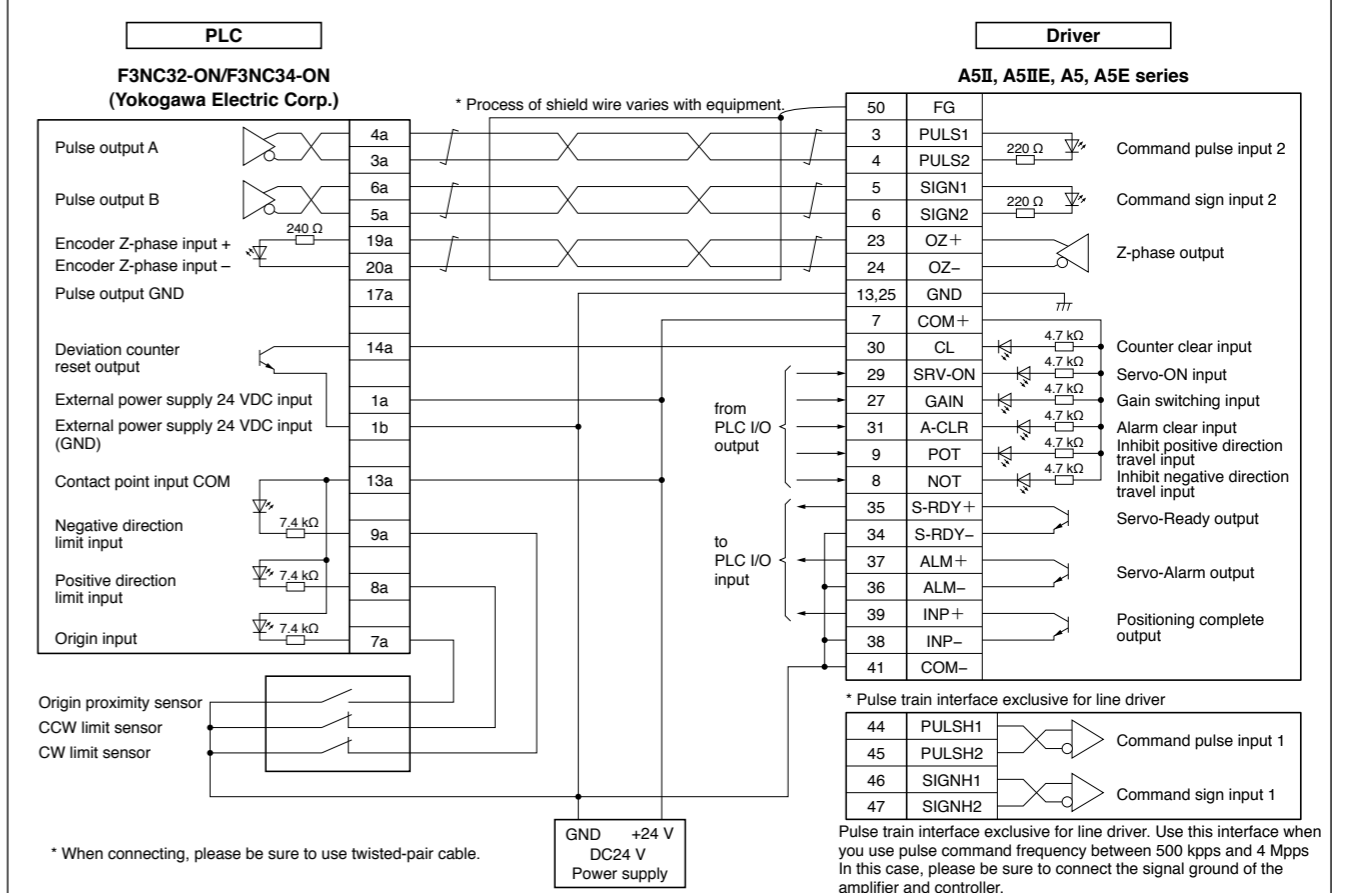 PLC
Driver
F3NC32-ON/F3NC34-ON
(Yokogawa Electric Corp.)
A5II, A5IIE, A5, A5E series
* Process of shield wire varies with equipment.
Pulse output A
4a
3a
Pulse output B
6a
5a
240 Ω
Encoder Z-phase input +
19a
Encoder Z-phase input –
20a
Pulse output GND
17a
Deviation counter
reset output
14a
External power supply 24 VDC input
1a
External power supply 24 VDC input
(GND)
1b
Contact point input COM
13a
Negative direction
limit input
7.4 kΩ
9a
Positive direction
limit input
7.4 kΩ
8a
Origin input
7.4 kΩ
7a
Origin proximity sensor
CCW limit sensor
CW limit sensor
* When connecting, please be sure to use twisted-pair cable.
GND +24 V
DC24 V
Power supply
from
PLC I/O
output
to
PLC I/O
input
50 FG
3 PULS1
4 PULS2
220 Ω
Command pulse input 2
5 SIGN1
6 SIGN2
220 Ω
Command sign input 2
23 OZ+
24 OZ–
Z-phase output
13,25 GND
7 COM+
30 CL 4.7 kΩ Counter clear input
29 SRV-ON 4.7 kΩ Servo-ON input
27 GAIN 4.7 kΩ Gain switching input
31 A-CLR 4.7 kΩ Alarm clear input
9 POT 4.7 kΩ Inhibit positive direction
travel input
8 NOT 4.7 kΩ Inhibit negative direction
travel input
35 S-RDY+
34 S-RDY–
Servo-Ready output
37 ALM+
36 ALM–
Servo-Alarm output
39 INP+
38 INP–
Positioning complete
output
41 COM–
* Pulse train interface exclusive for line driver
44 PULSH1
45 PULSH2
Command pulse input 1
46 SIGNH1
47 SIGNH2
Command sign input 1
Pulse train interface exclusive for line driver. Use this interface when
you use pulse command frequency between 500 kpps and 4 Mpps
In this case, please be sure to connect the signal ground of the
amplifier and controller.